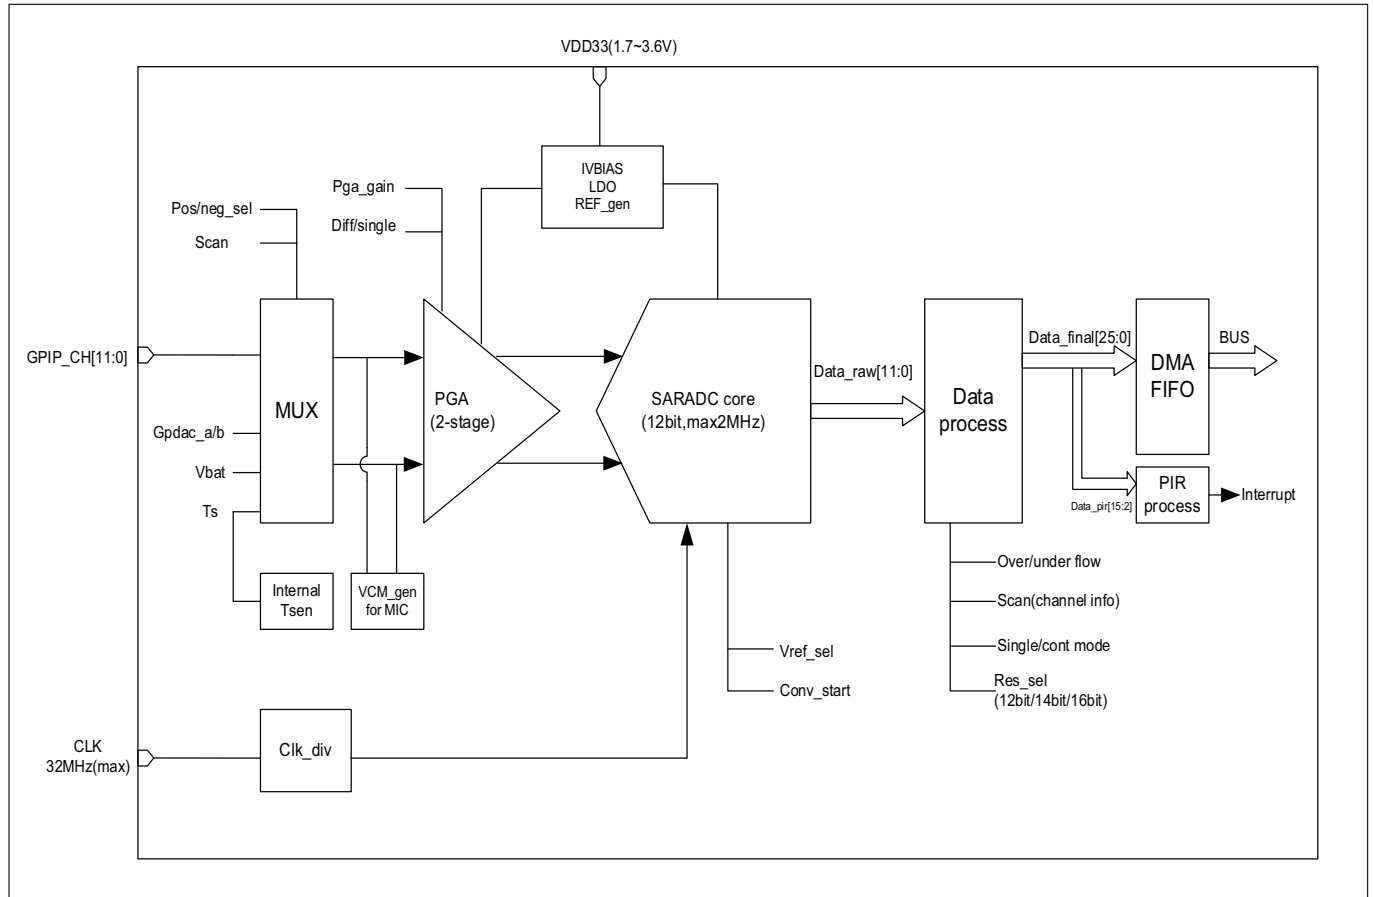 VDD33(1.7~3.6V)
IVBIAS
LDO
REF_gen
Pga_gain
Diff/single
Pos/neg_sel
Scan
GPIP_CH[11:0]
MUX
PGA
(2-stage)
SARADC core
(12bit,max2MHz)
Data_raw[11:0]
Data
process
Data_final[25:0]
DMA
FIFO
BUS
Gpdac_a/b
Vbat
Ts
Data_pir[15:2]
PIR
process
Interrupt
Internal
Tsen
VCM_gen
for MIC
Over/under flow
Scan(channel info)
Single/cont mode
Res_sel
(12bit/14bit/16bit)
Vref_sel
Conv_start
CLK
32MHz(max)
Clk_div